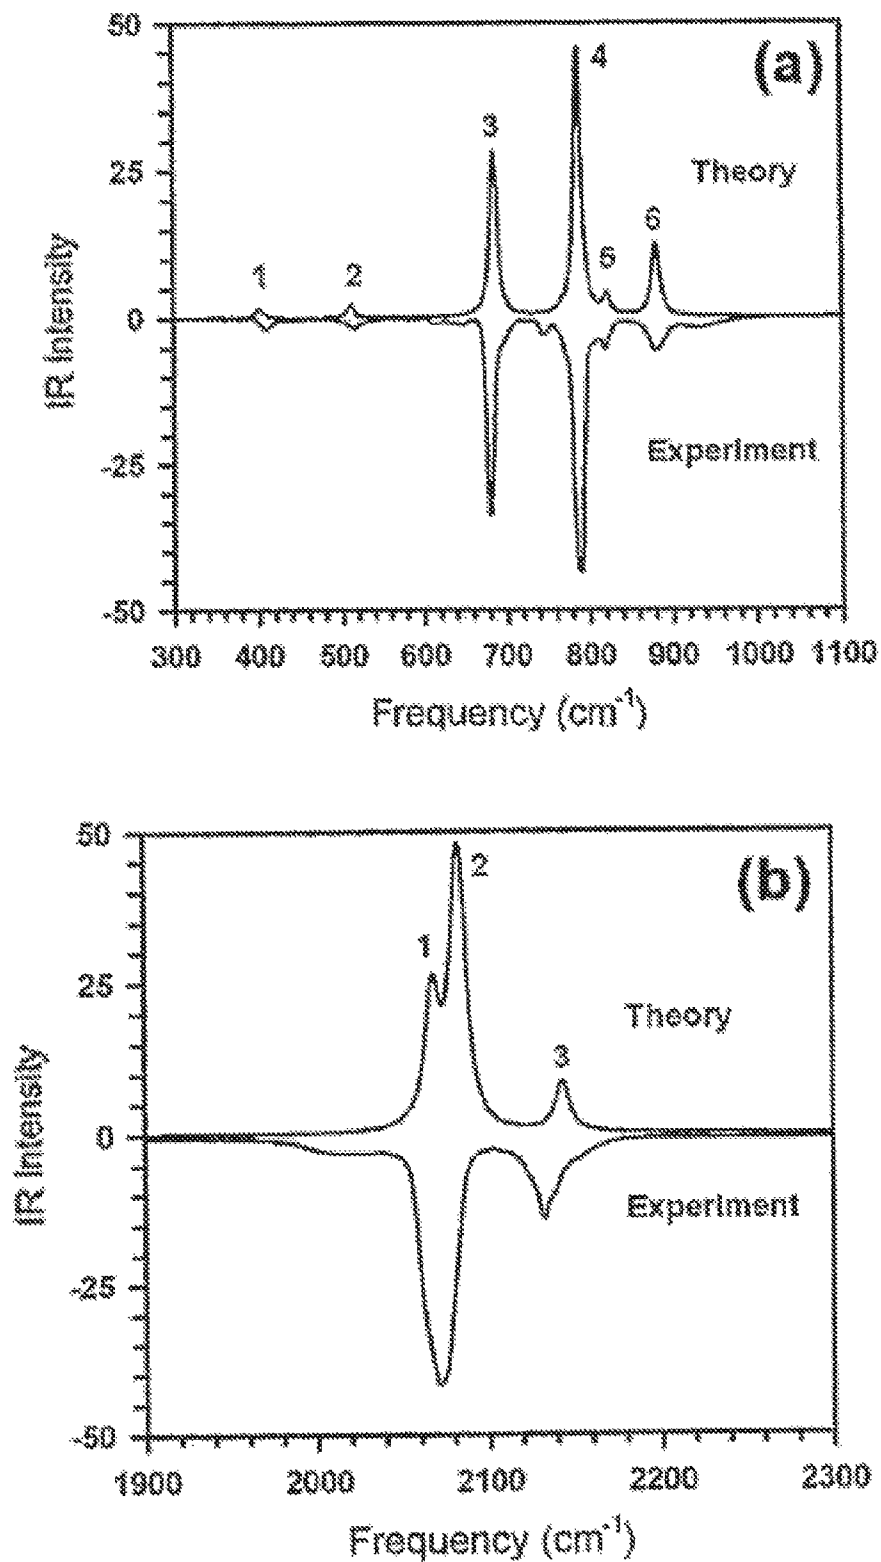 50
(a)
4
3
Theory
25
6
5
1
2
0
IR Intensity
Experiment
-25
-50
300 400 500 600 700 800 900 1000 1100
Frequency (cm-1)
50
(b)
2
1
25
Theory
3
0
IR Intensity
Experiment
-25
-50
1900 2000 2100 2200 2300
Frequency (cm-1)